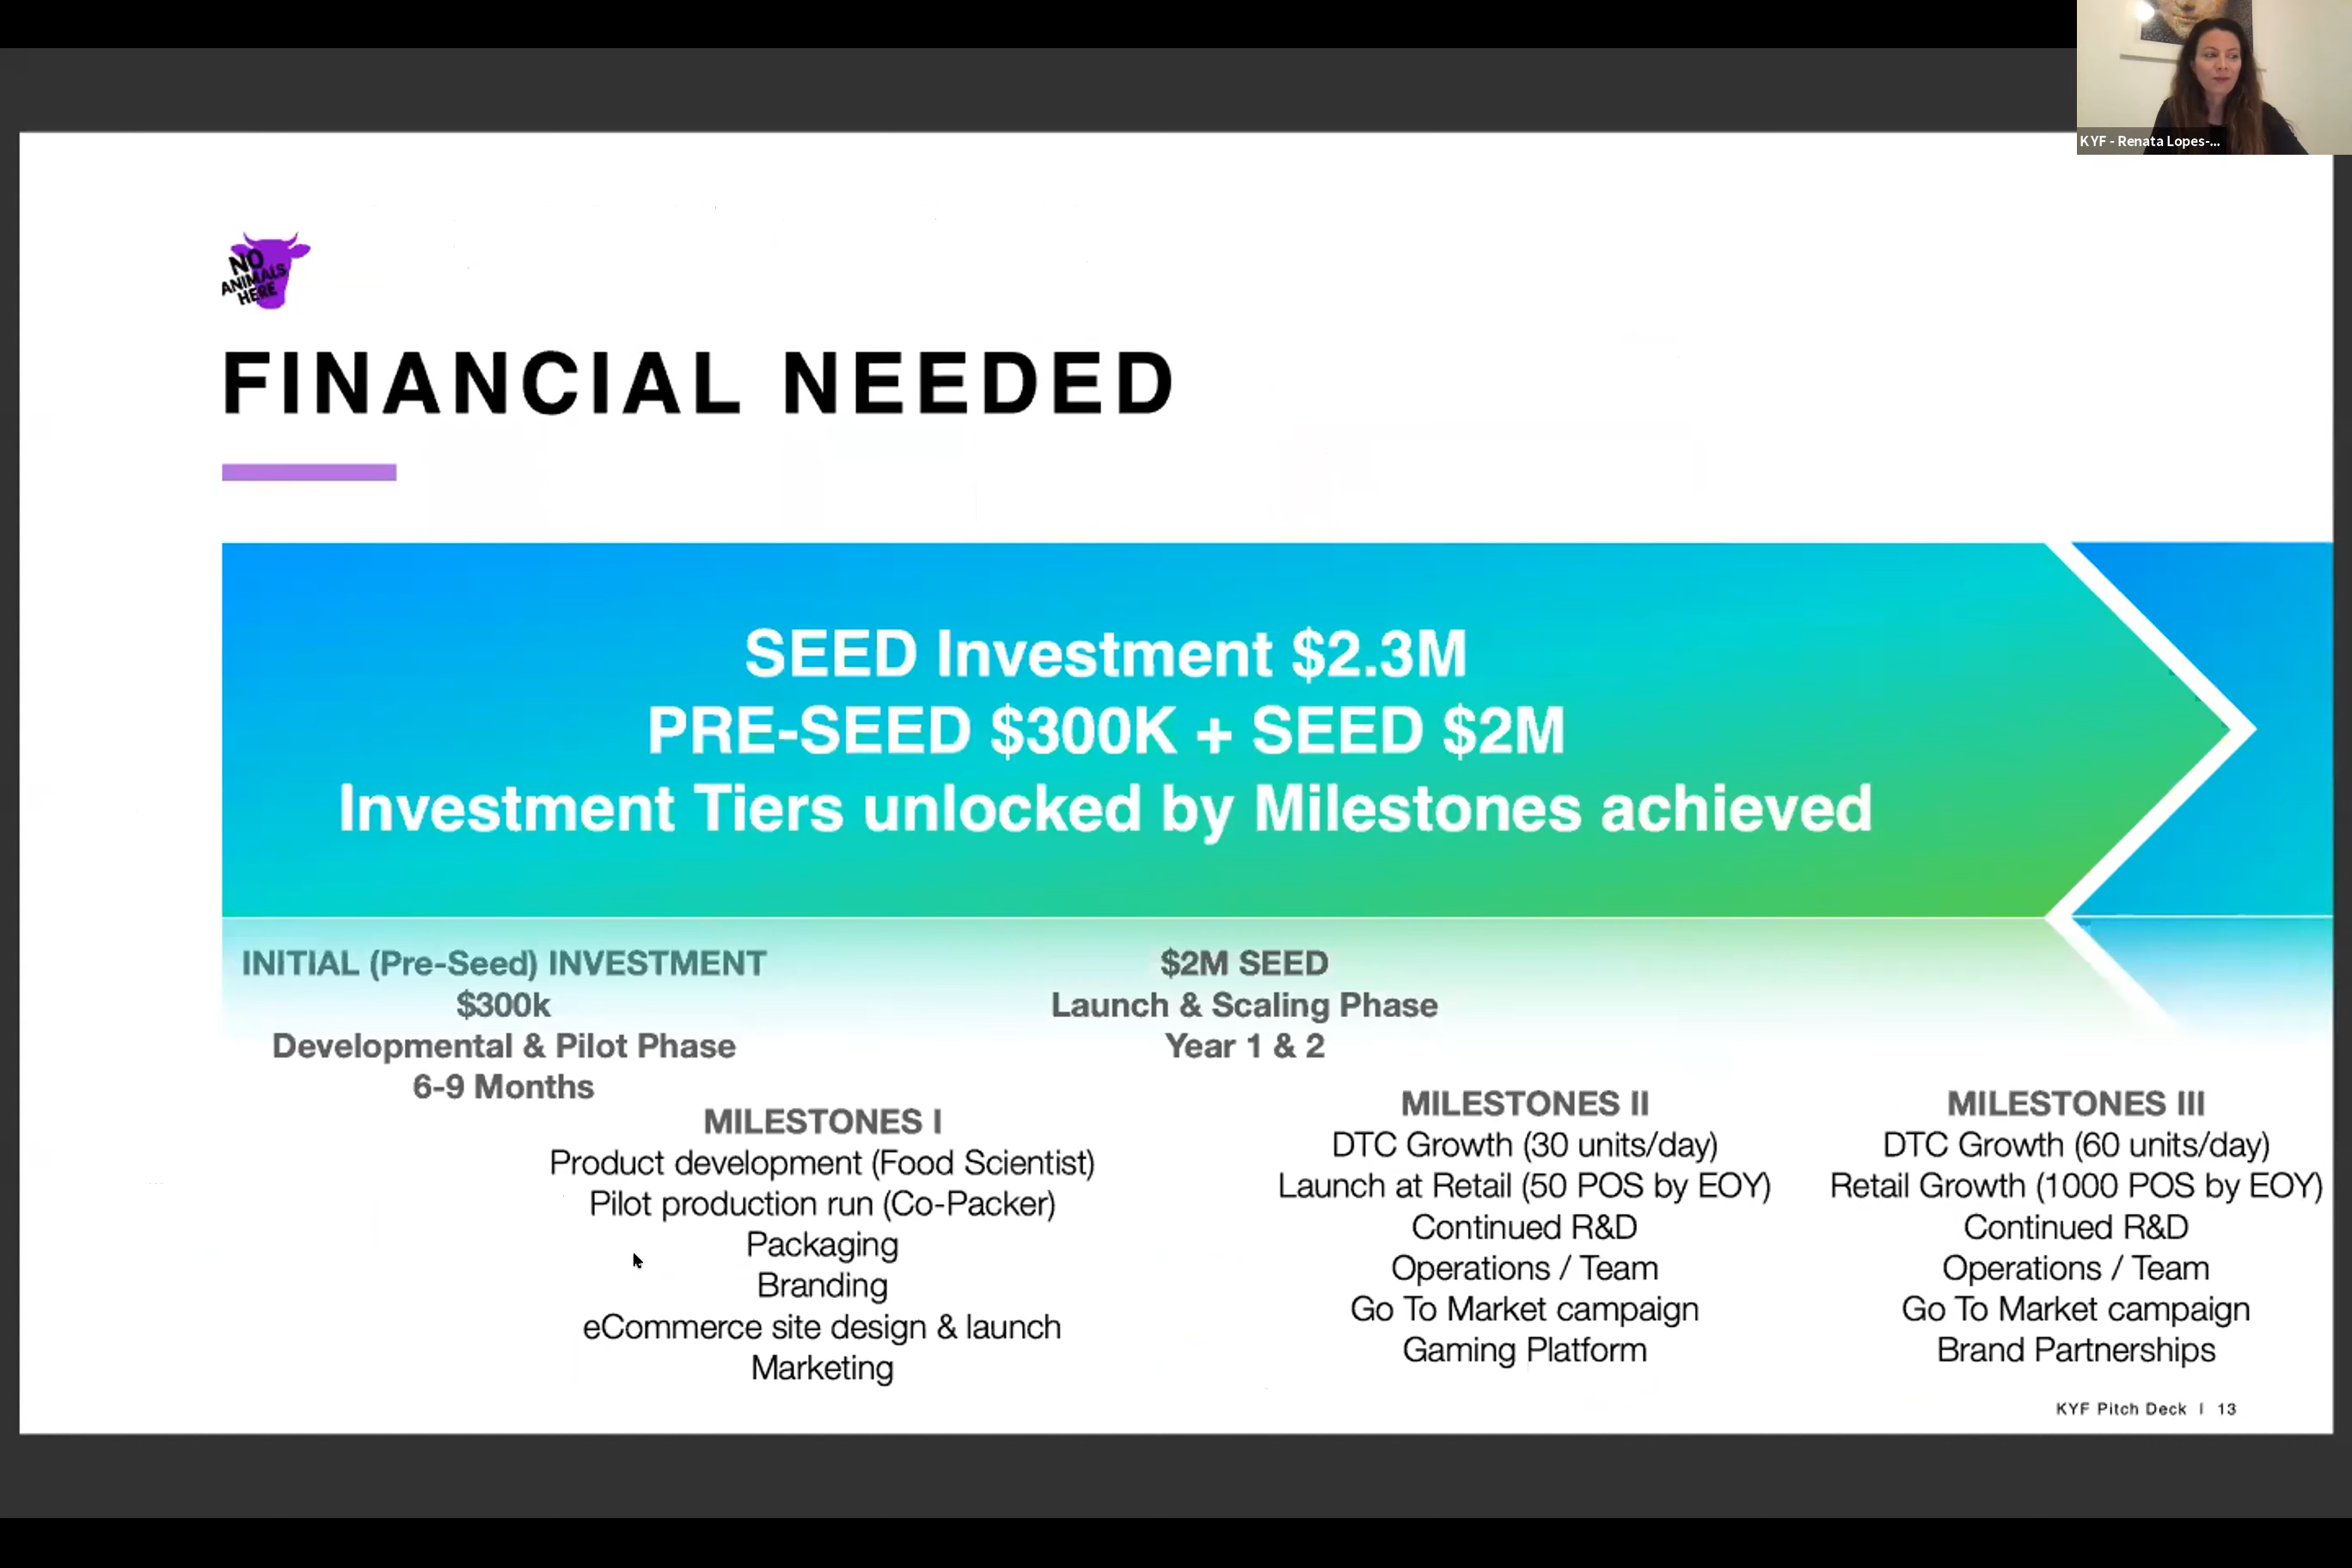 KYF - Renata Lopes-...
NO
ANIMALS
HERE
FINANCIAL NEEDED
SEED Investment $2.3M
PRE-SEED $300K + SEED $2M
Investment Tiers unlocked by Milestones achieved
INITIAL (Pre-Seed) INVESTMENT
$300k
Developmental & Pilot Phase
6-9 Months
$2M SEED
Launch & Scaling Phase
Year 1 & 2
MILESTONES I
Product development (Food Scientist)
Pilot production run (Co-Packer)
Packaging
Branding
eCommerce site design & launch
Marketing
MILESTONES II
DTC Growth (30 units/day)
Launch at Retail (50 POS by EOY)
Continued R&D
Operations / Team
Go To Market campaign
Gaming Platform
MILESTONES III
DTC Growth (60 units/day)
Retail Growth (1000 POS by EOY)
Continued R&D
Operations / Team
Go To Market campaign
Brand Partnerships
KYF Pitch Deck | 13